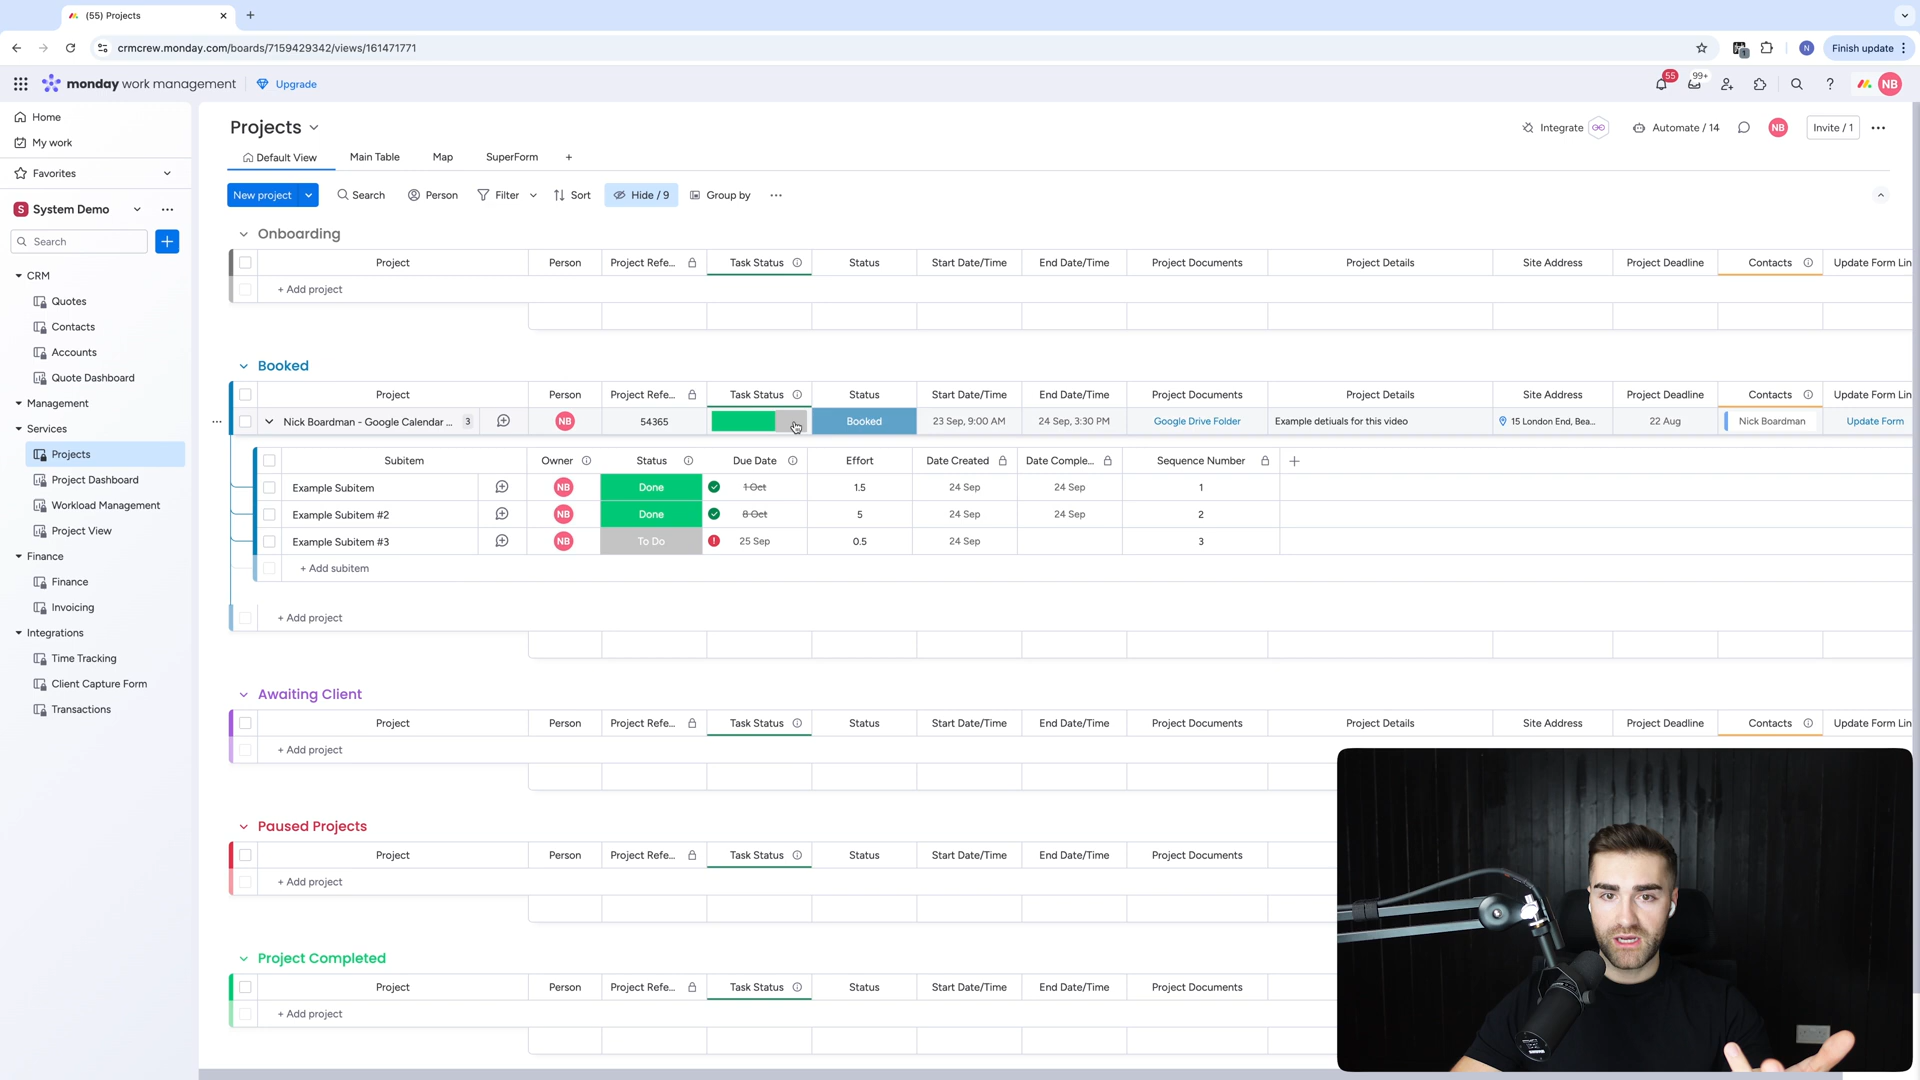 (55) Projects
crmcrew.monday.com/boards/7159429342/views/161471771
N
Finish update
monday work management
Upgrade
55
99+
NB
Home
My work
Favorites
S System Demo
Search
CRM
Quotes
Contacts
Accounts
Quote Dashboard
Management
Services
Projects
Project Dashboard
Workload Management
Project View
Finance
Finance
Invoicing
Integrations
Time Tracking
Client Capture Form
Transactions
Projects
Integrate
Automate / 14
NB
Invite / 1
Default View Main Table Map SuperForm
New project Search Person Filter Sort Hide / 9 Group by
Onboarding
Project Person Project Refe... Task Status Status Start Date/Time End Date/Time Project Documents Project Details Site Address Project Deadline Contacts Update Form Lin
+ Add project
Booked
Project Person Project Refe... Task Status Status Start Date/Time End Date/Time Project Documents Project Details Site Address Project Deadline Contacts Update Form Lin
Nick Boardman - Google Calendar ... 3 NB 54365 Booked 23 Sep, 9:00 AM 24 Sep, 3:30 PM Google Drive Folder Example detiuals for this video 15 London End, Bea... 22 Aug Nick Boardman Update Form
Subitem Owner Status Due Date Effort Date Created Date Comple... Sequence Number
Example Subitem NB Done 1 Oct 1.5 24 Sep 24 Sep 1
Example Subitem #2 NB Done 8 Oct 5 24 Sep 24 Sep 2
Example Subitem #3 NB To Do 25 Sep 0.5 24 Sep 3
+ Add subitem
+ Add project
Awaiting Client
Project Person Project Refe... Task Status Status Start Date/Time End Date/Time Project Documents Project Details Site Address Project Deadline Contacts Update Form Lin
+ Add project
Paused Projects
Project Person Project Refe... Task Status Status Start Date/Time End Date/Time Project Documents
+ Add project
Project Completed
Project Person Project Refe... Task Status Status Start Date/Time End Date/Time Project Documents
+ Add project